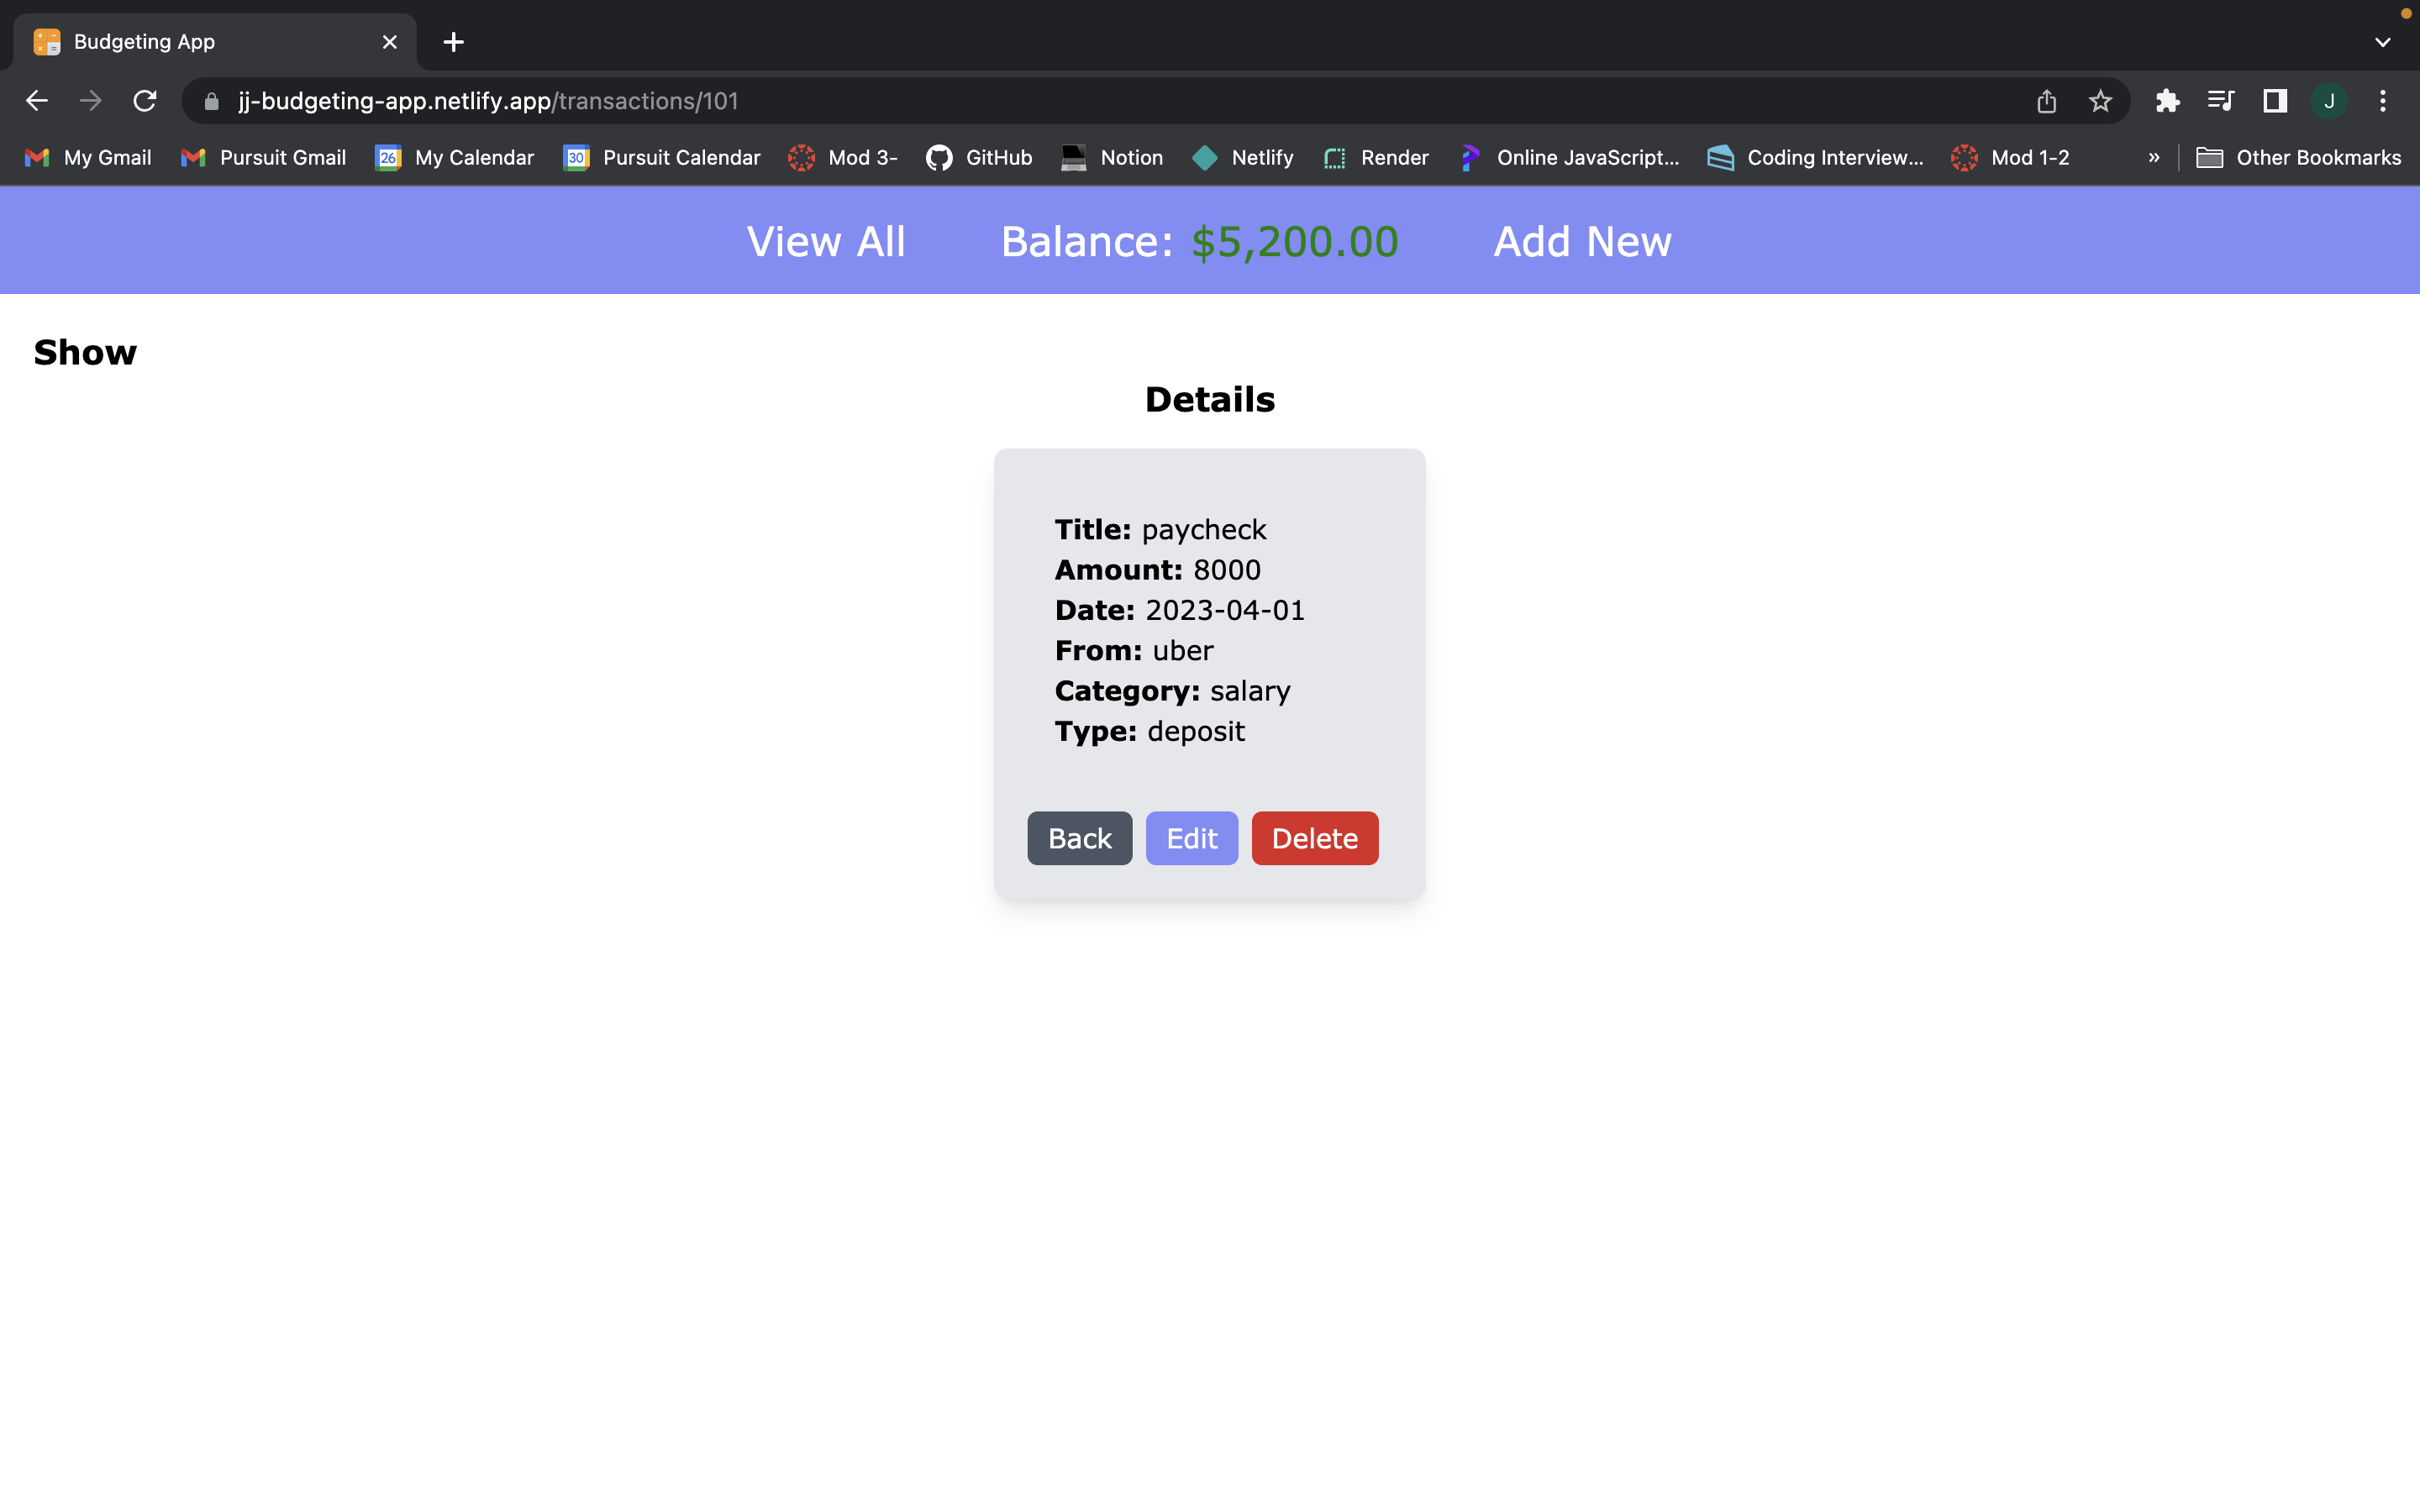 Budgeting App
jj-budgeting-app.netlify.app/transactions/101
J
My Gmail Pursuit Gmail 26 My Calendar 30 Pursuit Calendar Mod 3- GitHub Notion Netlify Render Online JavaScript... Coding Interview... Mod 1-2 » Other Bookmarks
View All Balance: $5,200.00 Add New
Show
Details
Title: paycheck
Amount: 8000
Date: 2023-04-01
From: uber
Category: salary
Type: deposit
Back Edit Delete